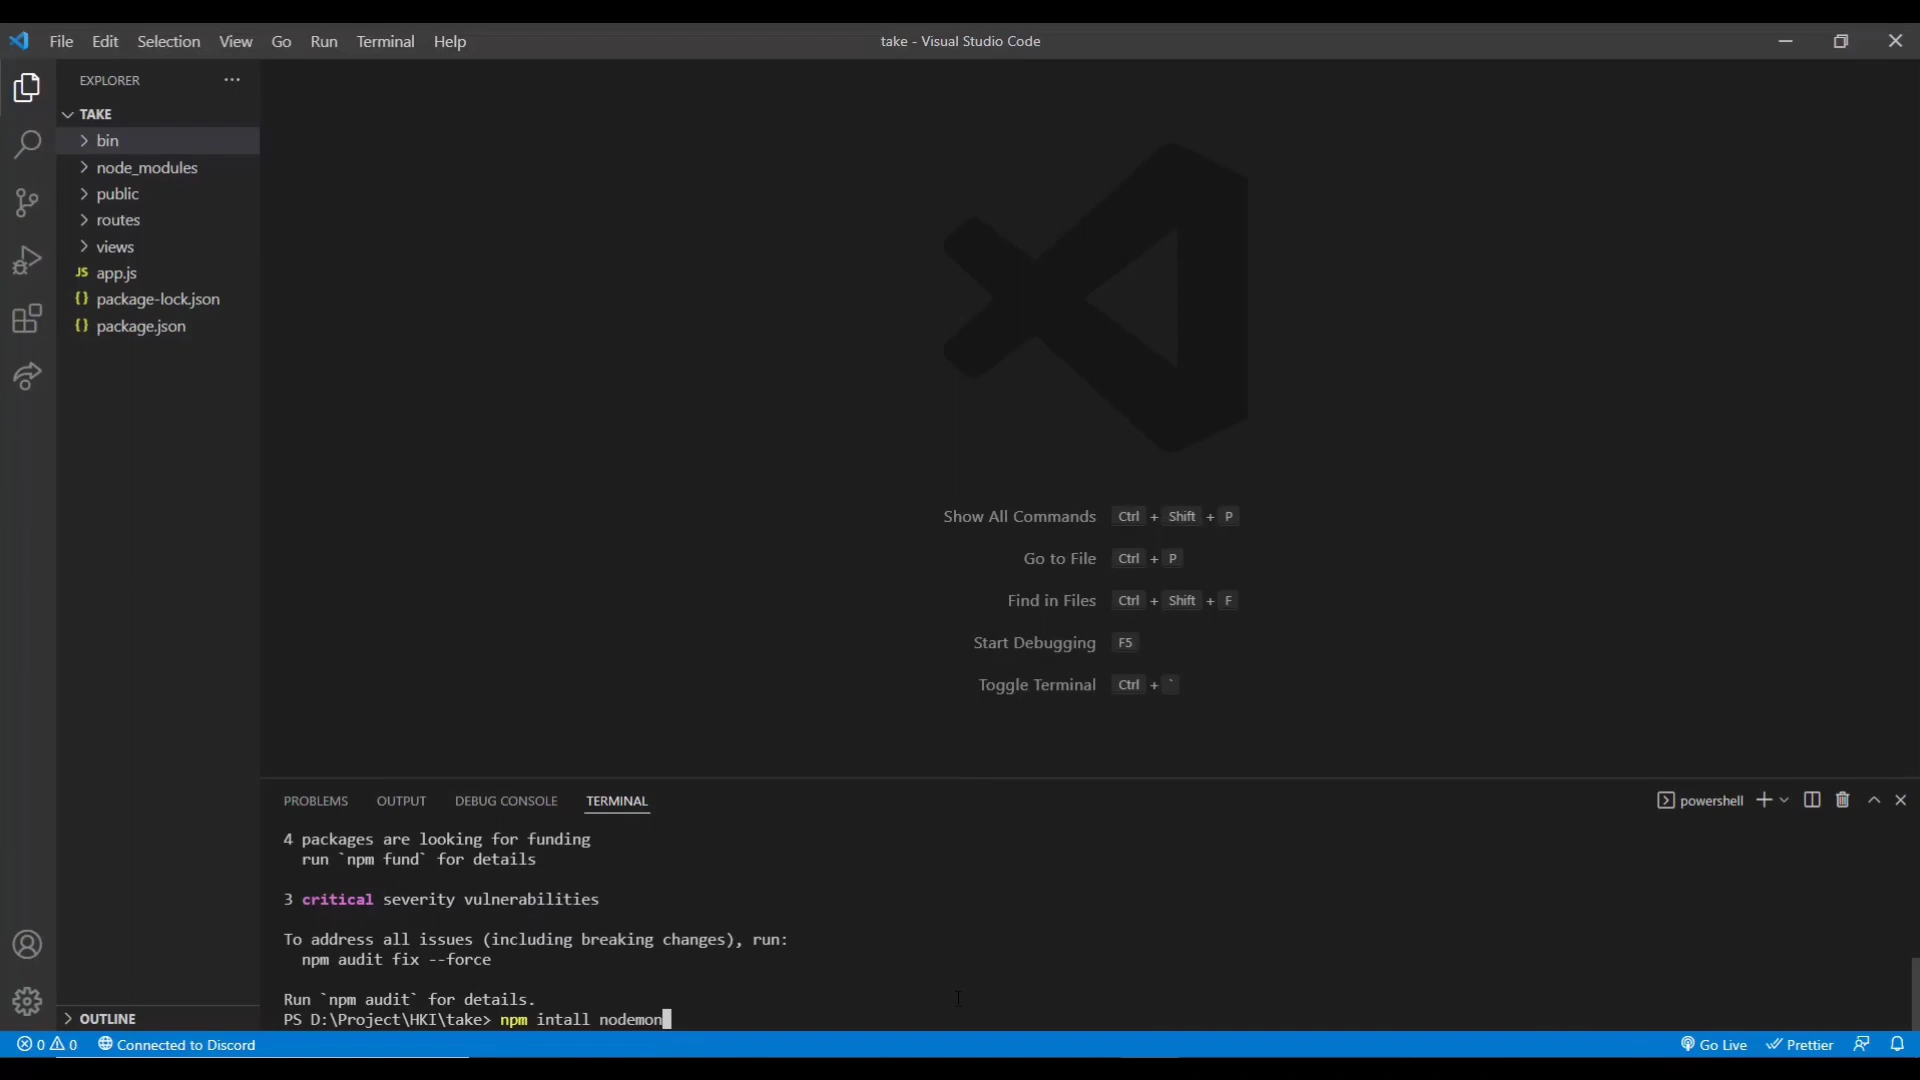 File Edit Selection View Go Run Terminal Help
take - Visual Studio Code
EXPLORER
TAKE
bin
node_modules
public
routes
views
JS app.js
{} package-lock.json
{} package.json
OUTLINE
Show All Commands Ctrl + Shift + P
Go to File Ctrl + P
Find in Files Ctrl + Shift + F
Start Debugging F5
Toggle Terminal Ctrl + `
PROBLEMS OUTPUT DEBUG CONSOLE TERMINAL
powershell
4 packages are looking for funding
run `npm fund` for details
3 critical severity vulnerabilities
To address all issues (including breaking changes), run:
npm audit fix --force
Run `npm audit` for details.
PS D:\Project\HKI\take> npm intall nodemon
0 0 Connected to Discord
Go Live Prettier